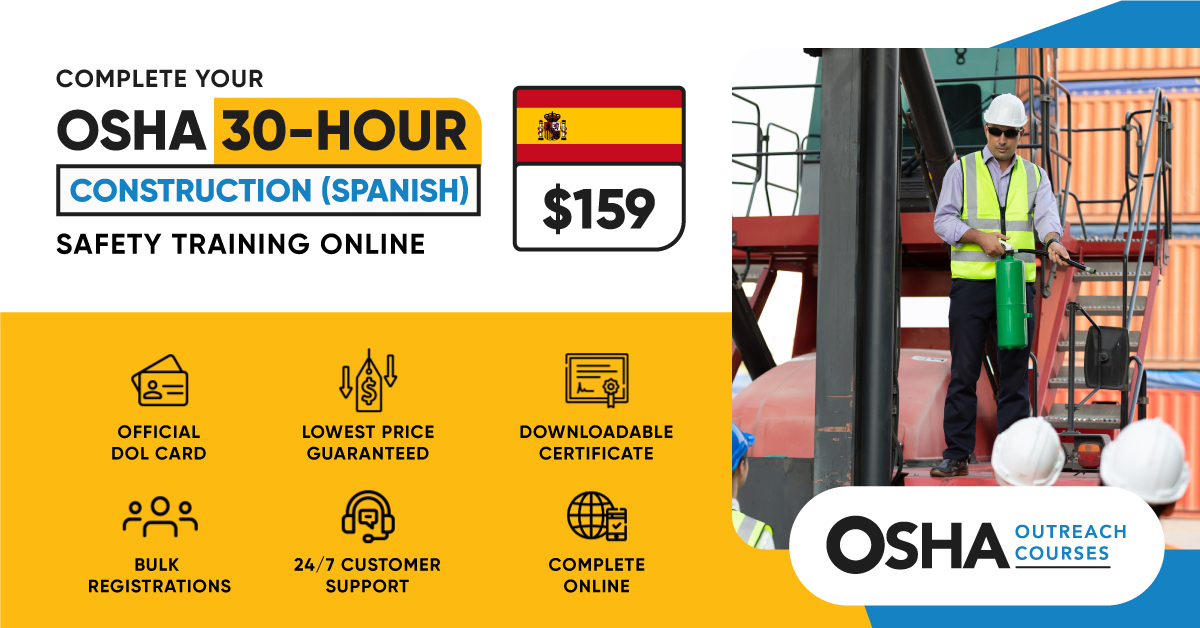 COMPLETE YOUR
OSHA 30-HOUR
CONSTRUCTION (SPANISH)
SAFETY TRAINING ONLINE
$159
OFFICIAL
DOL CARD
LOWEST PRICE
GUARANTEED
DOWNLOADABLE
CERTIFICATE
BULK
REGISTRATIONS
24/7 CUSTOMER
SUPPORT
COMPLETE
ONLINE
OSHA OUTREACH
COURSES